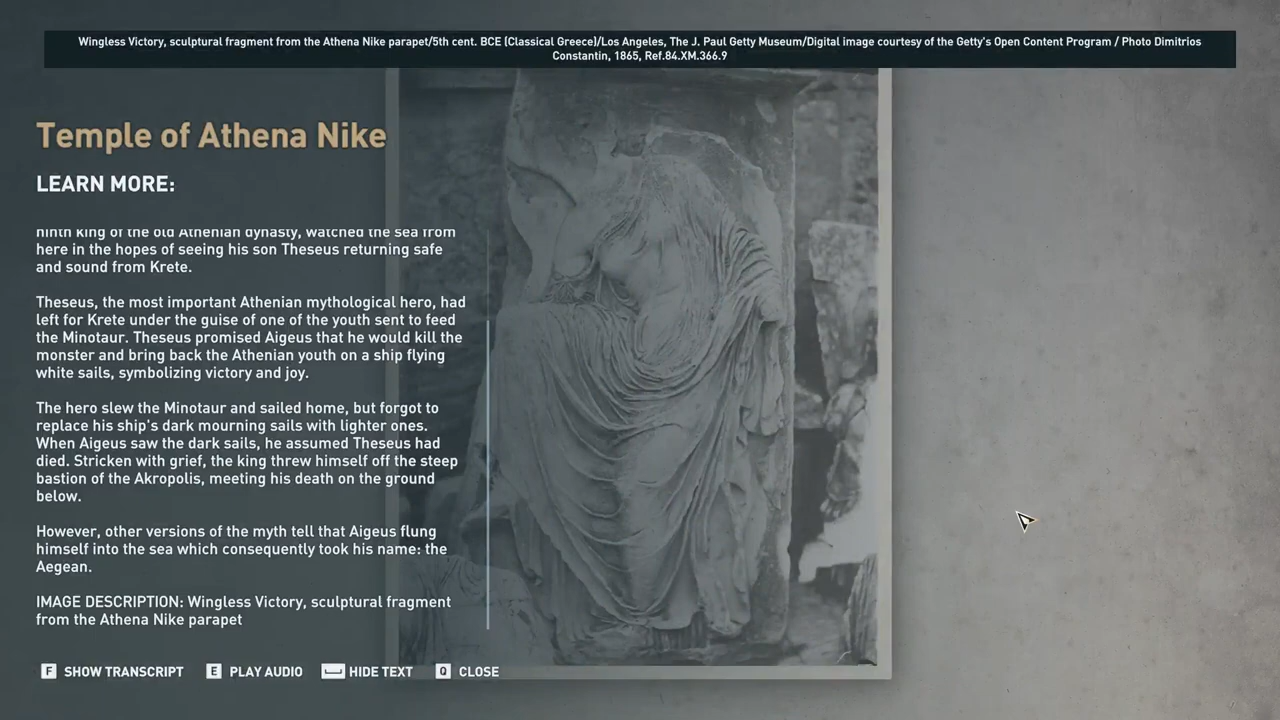 Wingless Victory, sculptural fragment from the Athena Nike parapet/5th cent. BCE (Classical Greece)/Los Angeles, The J. Paul Getty Museum/Digital image courtesy of the Getty's Open Content Program / Photo Dimitrios
Constantin, 1865, Ref.84.XM.366.9
Temple of Athena Nike
LEARN MORE:
ninth king of the old Athenian dynasty, watched the sea from
here in the hopes of seeing his son Theseus returning safe
and sound from Krete.
Theseus, the most important Athenian mythological hero, had
left for Krete under the guise of one of the youth sent to feed
the Minotaur. Theseus promised Aigeus that he would kill the
monster and bring back the Athenian youth on a ship flying
white sails, symbolizing victory and joy.
The hero slew the Minotaur and sailed home, but forgot to
replace his ship's dark mourning sails with lighter ones.
When Aigeus saw the dark sails, he assumed Theseus had
died. Stricken with grief, the king threw himself off the steep
bastion of the Akropolis, meeting his death on the ground
below.
However, other versions of the myth tell that Aigeus flung
himself into the sea which consequently took his name: the
Aegean.
IMAGE DESCRIPTION: Wingless Victory, sculptural fragment
from the Athena Nike parapet
F SHOW TRANSCRIPT E PLAY AUDIO HIDE TEXT Q CLOSE